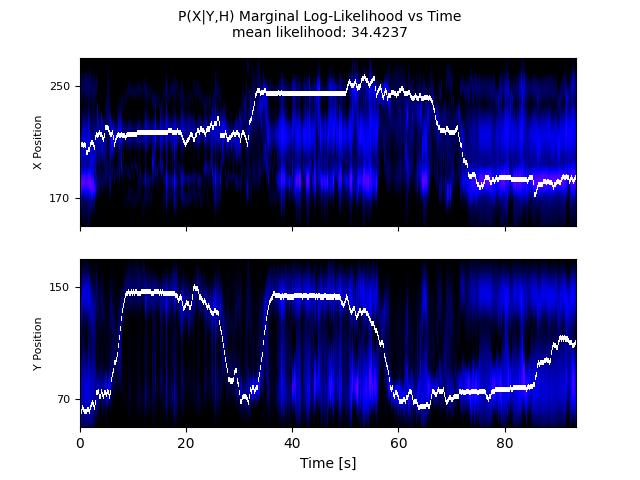 P(X|Y,H) Marginal Log-Likelihood vs Time
mean likelihood: 34.4237
250
170
X Position
150
70
Y Position
0 20 40 60 80
Time [s]